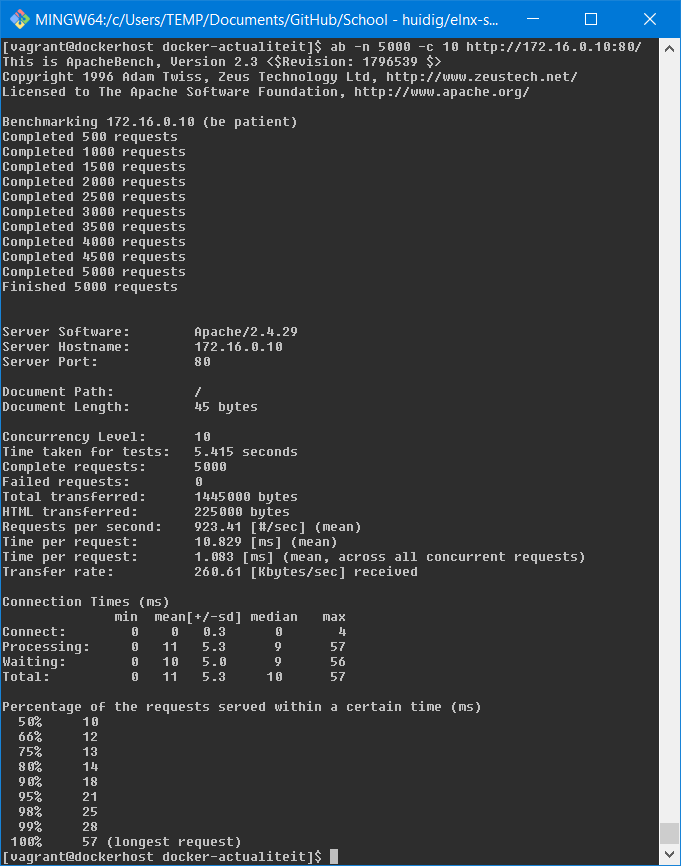 MINGW64:/c/Users/TEMP/Documents/GitHub/School - huidig/elnx-s...
[vagrant@dockerhost docker-actualiteit]$ ab -n 5000 -c 10 http://172.16.0.10:80/
This is ApacheBench, Version 2.3 <$Revision: 1796539 $>
Copyright 1996 Adam Twiss, Zeus Technology Ltd, http://www.zeustech.net/
Licensed to The Apache Software Foundation, http://www.apache.org/

Benchmarking 172.16.0.10 (be patient)
Completed 500 requests
Completed 1000 requests
Completed 1500 requests
Completed 2000 requests
Completed 2500 requests
Completed 3000 requests
Completed 3500 requests
Completed 4000 requests
Completed 4500 requests
Completed 5000 requests
Finished 5000 requests


Server Software:        Apache/2.4.29
Server Hostname:        172.16.0.10
Server Port:            80

Document Path:          /
Document Length:        45 bytes

Concurrency Level:      10
Time taken for tests:   5.415 seconds
Complete requests:      5000
Failed requests:        0
Total transferred:      1445000 bytes
HTML transferred:       225000 bytes
Requests per second:    923.41 [#/sec] (mean)
Time per request:       10.829 [ms] (mean)
Time per request:       1.083 [ms] (mean, across all concurrent requests)
Transfer rate:          260.61 [Kbytes/sec] received

Connection Times (ms)
              min  mean[+/-sd] median   max
Connect:        0    0   0.3      0       4
Processing:     0   11   5.3      9      57
Waiting:        0   10   5.0      9      56
Total:          0   11   5.3     10      57

Percentage of the requests served within a certain time (ms)
  50%     10
  66%     12
  75%     13
  80%     14
  90%     18
  95%     21
  98%     25
  99%     28
 100%     57 (longest request)
[vagrant@dockerhost docker-actualiteit]$